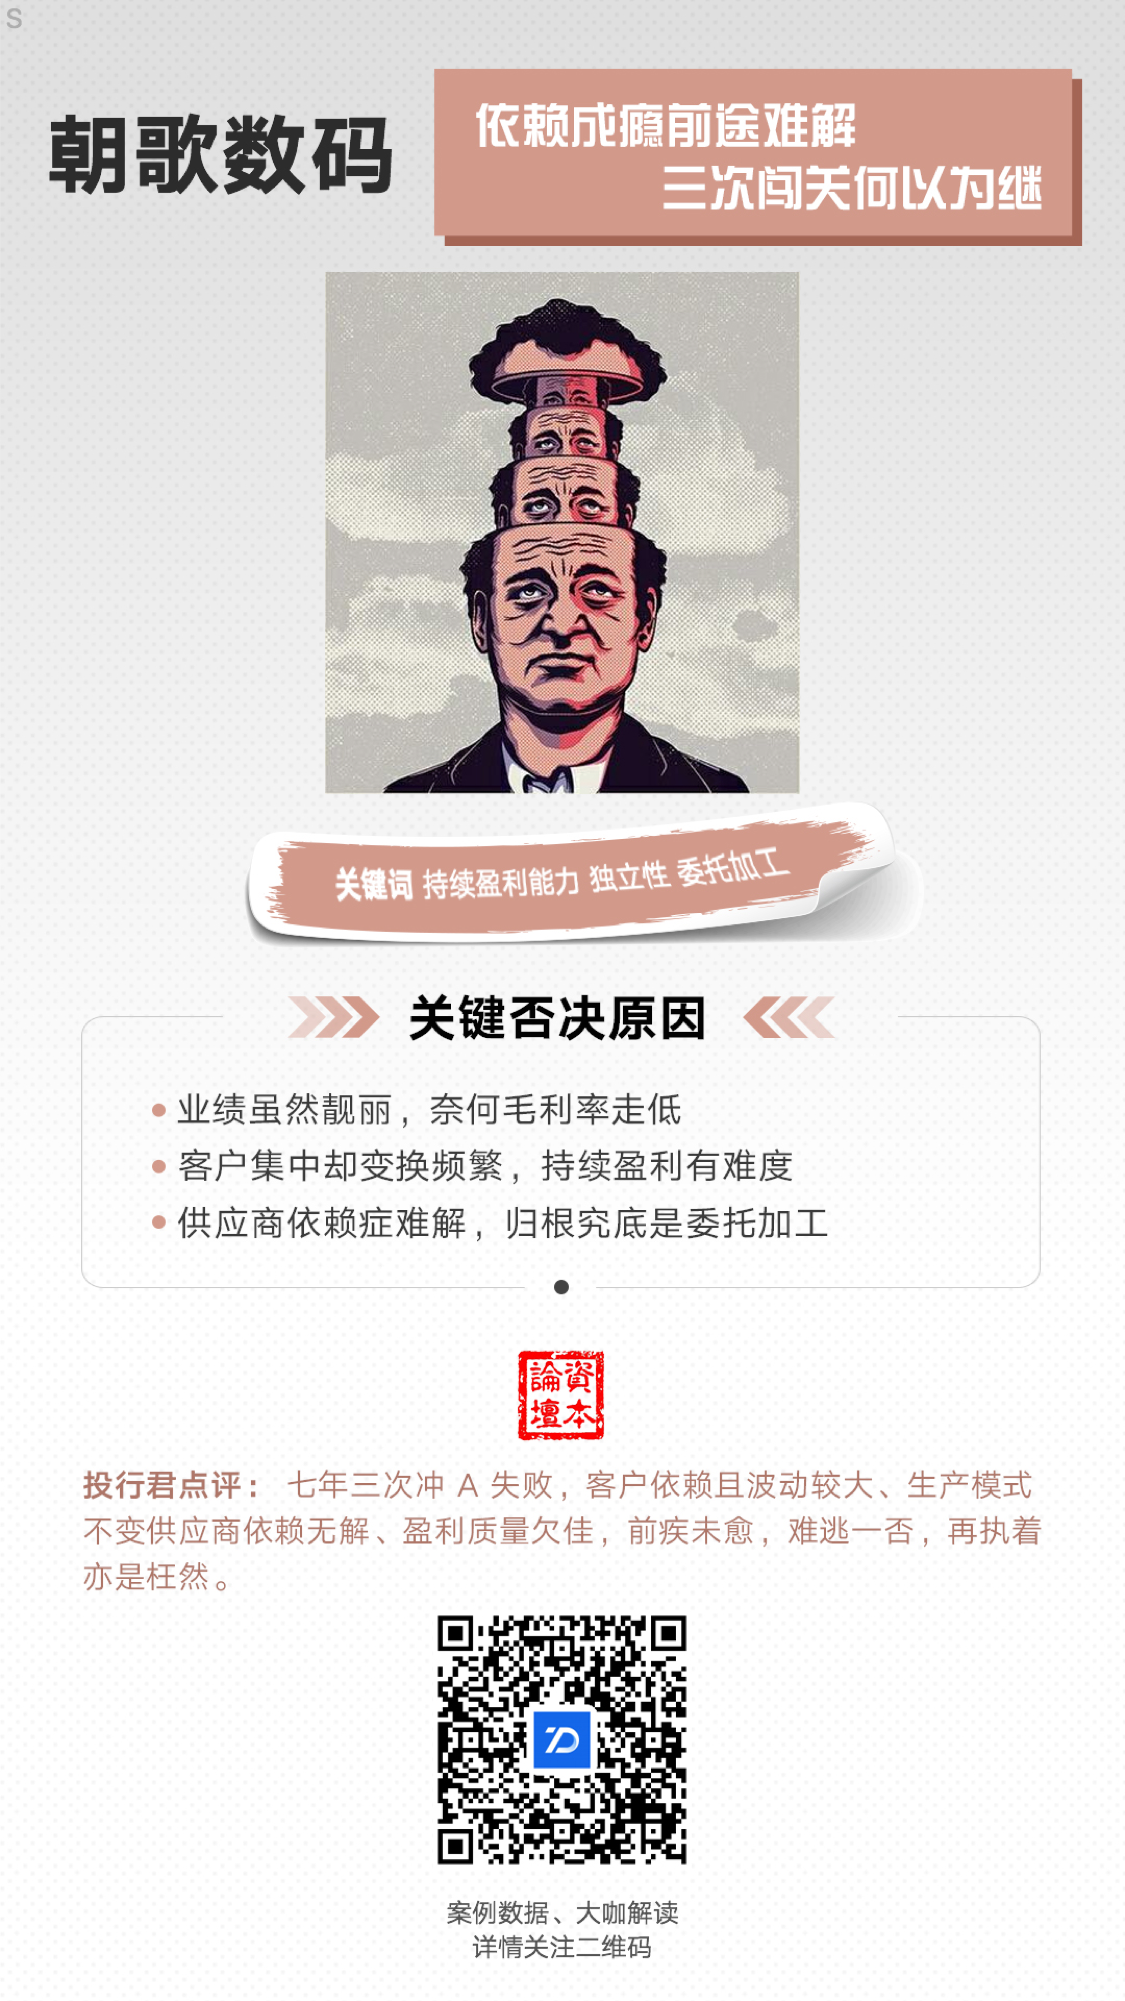 S
朝歌数码
依赖成瘾前途难解
三次闯关何以为继
关键词 持续盈利能力 独立性 委托加工
关键否决原因
业绩虽然靓丽，奈何毛利率走低
客户集中却变换频繁，持续盈利有难度
供应商依赖症难解，归根究底是委托加工
論資
壇本
投行君点评： 七年三次冲 A 失败，客户依赖且波动较大、生产模式
不变供应商依赖无解、盈利质量欠佳，前疾未愈，难逃一否，再执着
亦是枉然。
案例数据、大咖解读
详情关注二维码